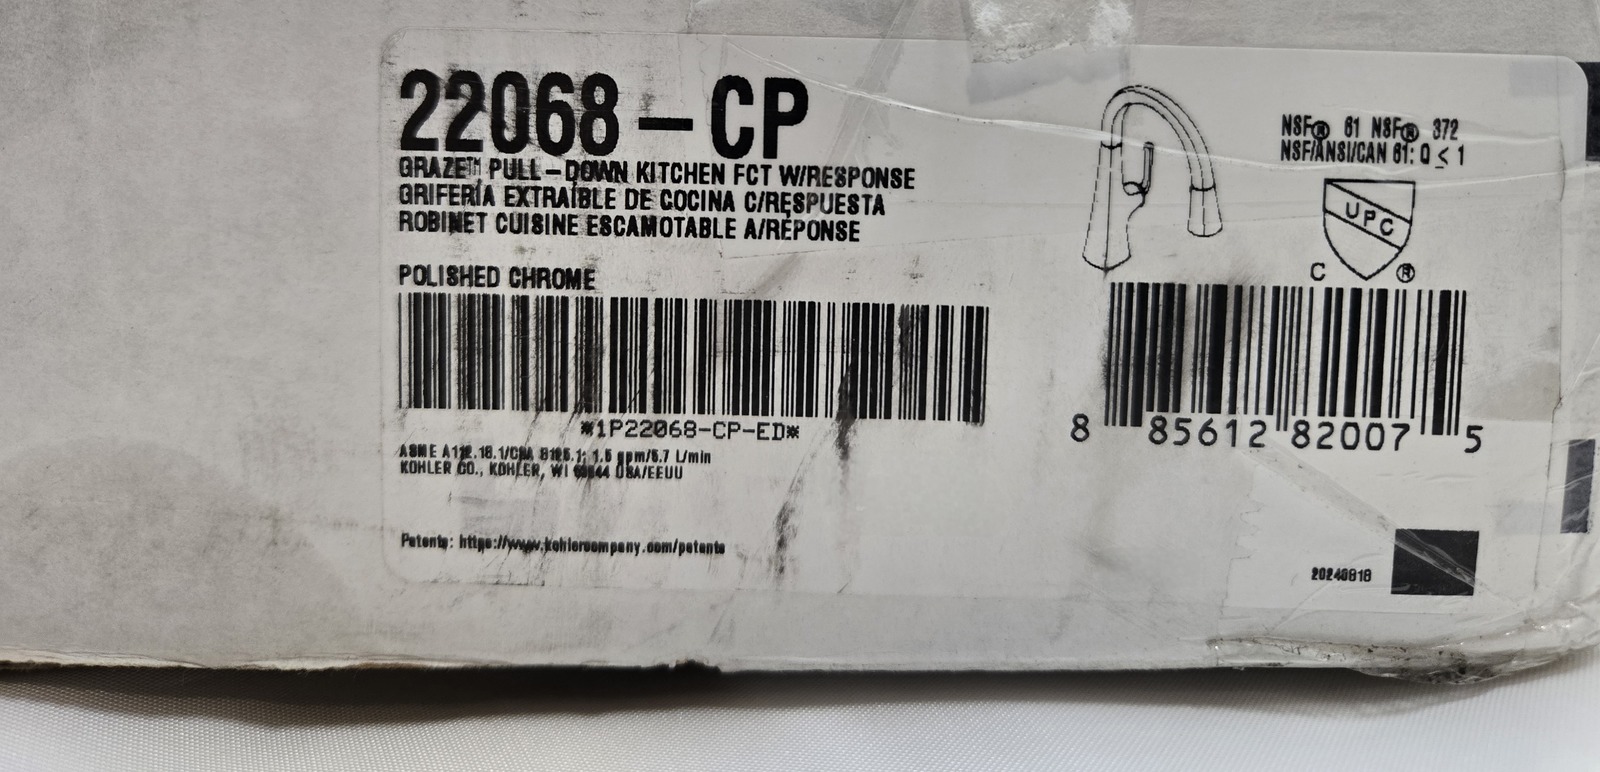 22068-CP
GRAZE™ PULL-DOWN KITCHEN FCT W/RESPONSE
GRIFERÍA EXTRAÍBLE DE COCINA C/RESPUESTA
ROBINET CUISINE ESCAMOTABLE A/RÉPONSE
POLISHED CHROME
*1P22068-CP-ED*
ASME A112.18.1/CSA B125.1: 1.5 gpm/5.7 L/min
KOHLER CO., KOHLER, WI 53044 USA/EEUU
Patents: https://www.kohlercompany.com/patents
NSF® 61 NSF® 372
NSF/ANSI/CAN 61: Q ≤ 1
UPC
C ®
8 85612 82007 5